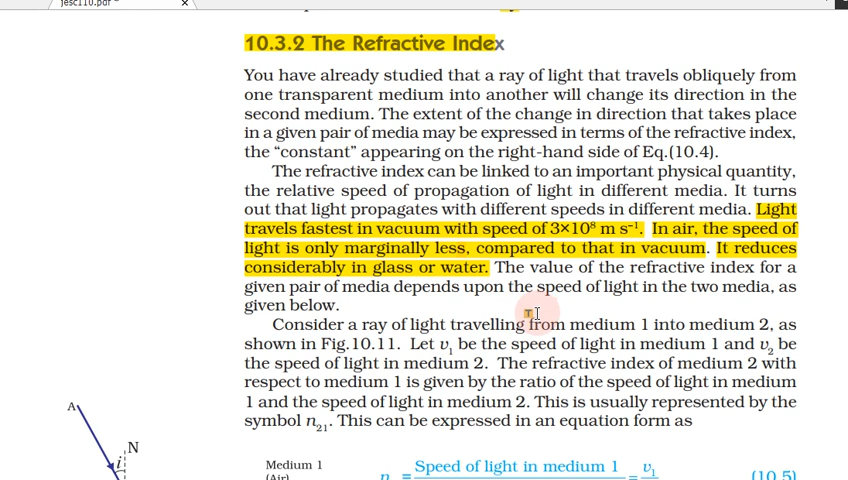 jesc110.pdf
10.3.2 The Refractive Index
You have already studied that a ray of light that travels obliquely from
one transparent medium into another will change its direction in the
second medium. The extent of the change in direction that takes place
in a given pair of media may be expressed in terms of the refractive index,
the “constant” appearing on the right-hand side of Eq.(10.4).
The refractive index can be linked to an important physical quantity,
the relative speed of propagation of light in different media. It turns
out that light propagates with different speeds in different media. Light
travels fastest in vacuum with speed of 3×10⁸ m s⁻¹. In air, the speed of
light is only marginally less, compared to that in vacuum. It reduces
considerably in glass or water. The value of the refractive index for a
given pair of media depends upon the speed of light in the two media, as
given below.
Consider a ray of light travelling from medium 1 into medium 2, as
shown in Fig.10.11. Let v₁ be the speed of light in medium 1 and v₂ be
the speed of light in medium 2. The refractive index of medium 2 with
respect to medium 1 is given by the ratio of the speed of light in medium
1 and the speed of light in medium 2. This is usually represented by the
symbol n₂₁. This can be expressed in an equation form as
A
N
i
Medium 1
(Air)
Speed of light in medium 1
v₁
n
=
=
(10.5)